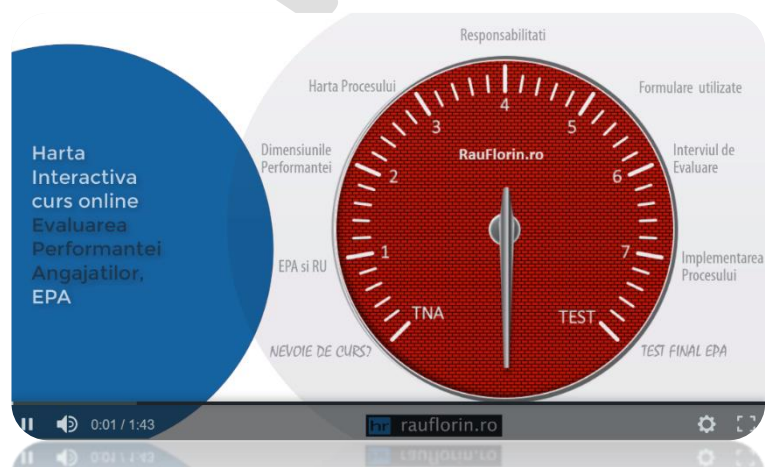 Harta
Interactiva
curs online
Evaluarea
Performantei
Angajatilor,
EPA
Responsabilitati
Harta Procesului
Formulare utilizate
Dimensiunile
Performantei
Interviul de
Evaluare
EPA si RU
Implementarea
Procesului
NEVOIE DE CURS?
TEST FINAL EPA
RauFlorin.ro
1
2
3
4
5
6
7
TNA
TEST
0:01 / 1:43
hr rauflorin.ro